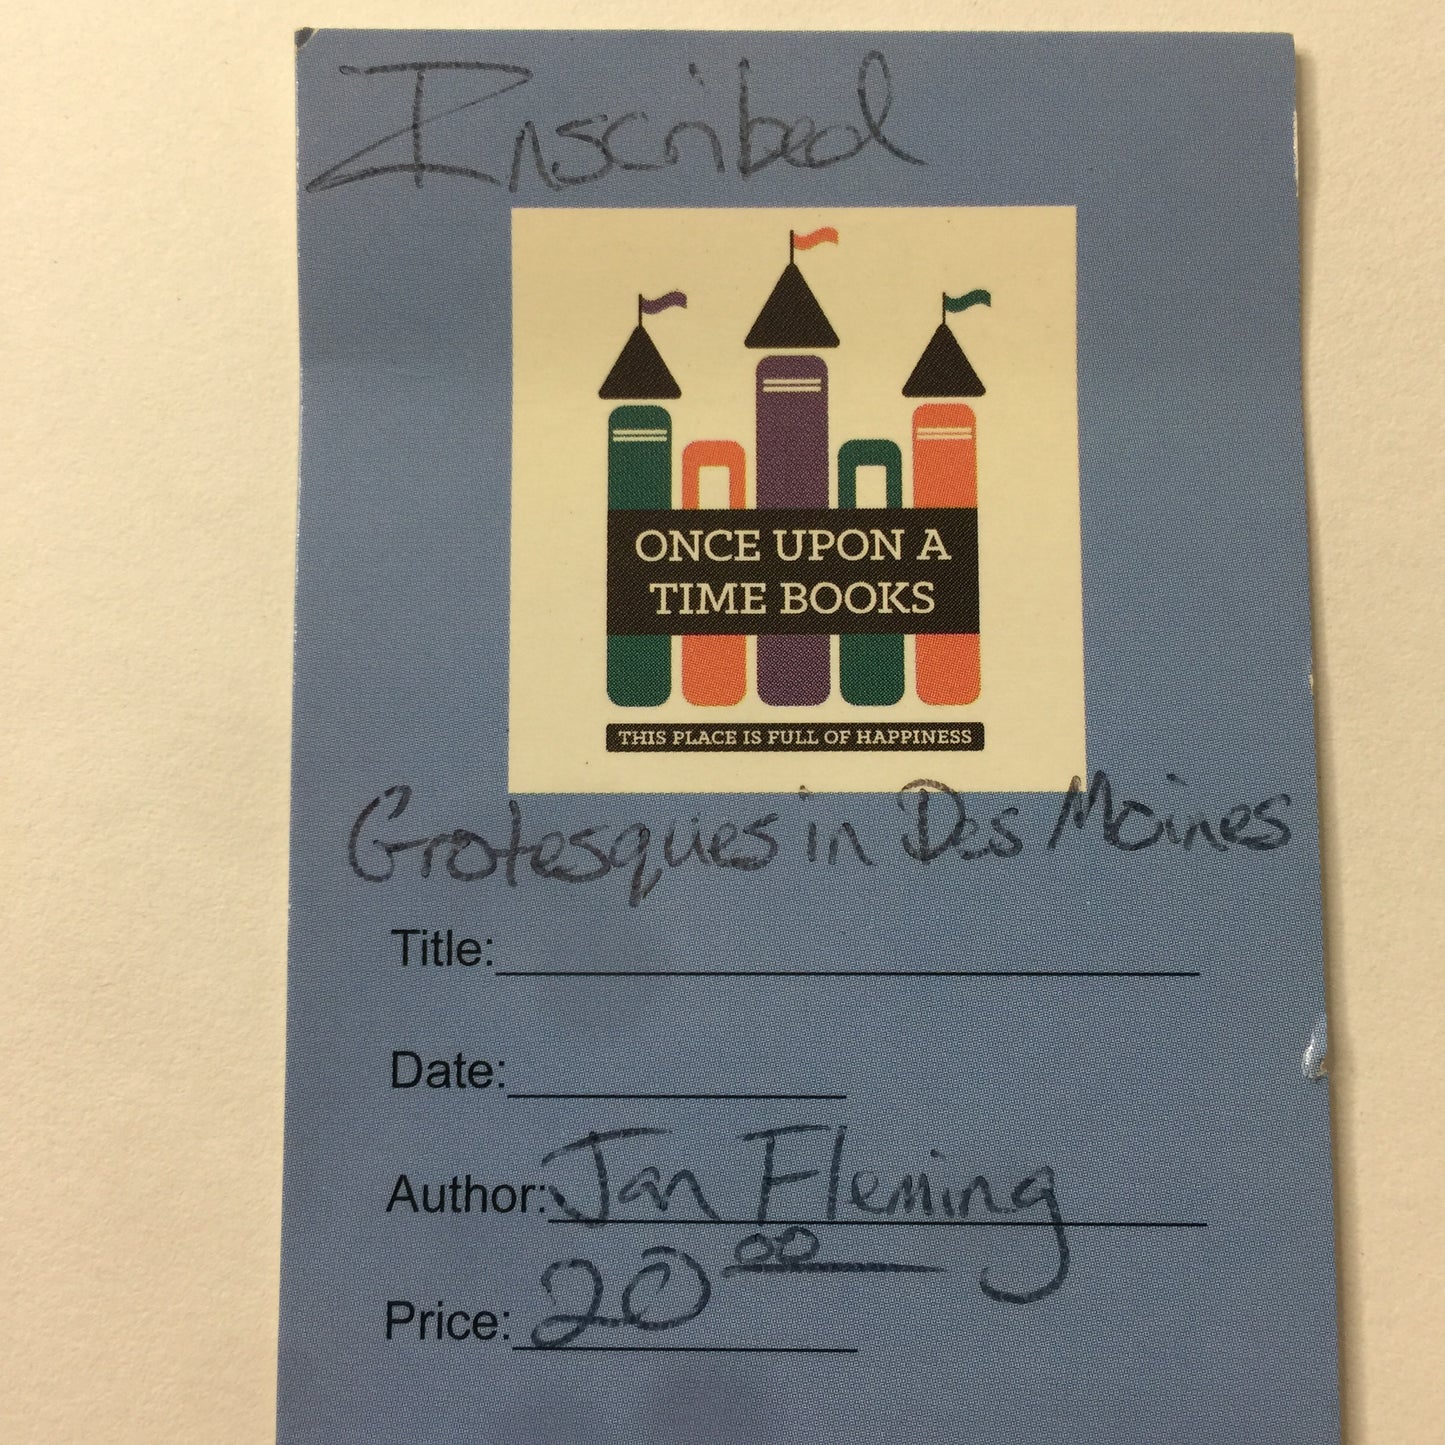 Inscribed
ONCE UPON A
TIME BOOKS
THIS PLACE IS FULL OF HAPPINESS
Grotesques in Des Moines
Title:
Date:
Author: Jan Fleming
Price: 20 00